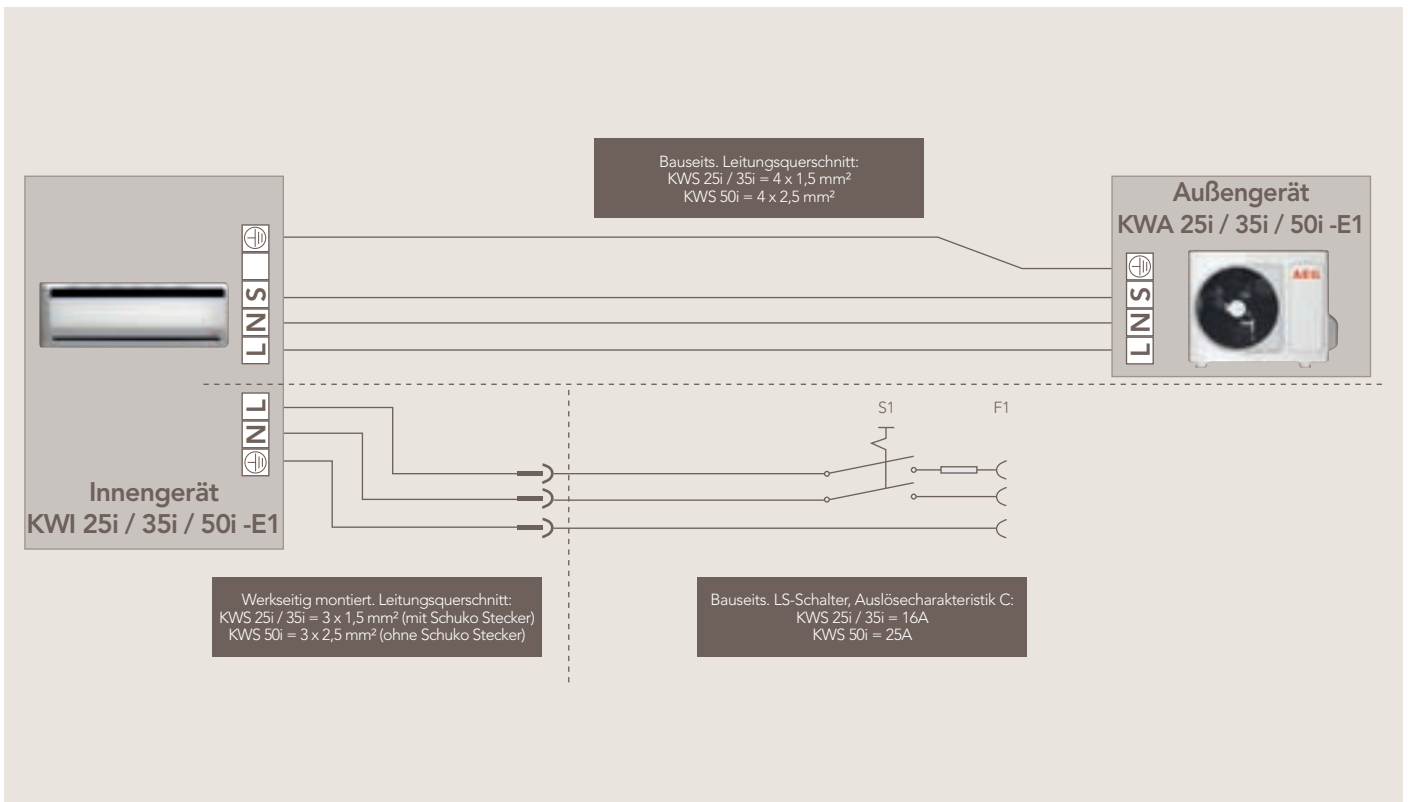 Bauseits. Leitungsquerschnitt:
KWS 25i / 35i = 4 x 1,5 mm²
KWS 50i = 4 x 2,5 mm²
Außengerät
KWA 25i / 35i / 50i -E1
AEG
S
N
L
S
N
L
L
N
Innengerät
KWI 25i / 35i / 50i -E1
S1
F1
Werkseitig montiert. Leitungsquerschnitt:
KWS 25i / 35i = 3 x 1,5 mm² (mit Schuko Stecker)
KWS 50i = 3 x 2,5 mm² (ohne Schuko Stecker)
Bauseits. LS-Schalter, Auslösecharakteristik C:
KWS 25i / 35i = 16A
KWS 50i = 25A